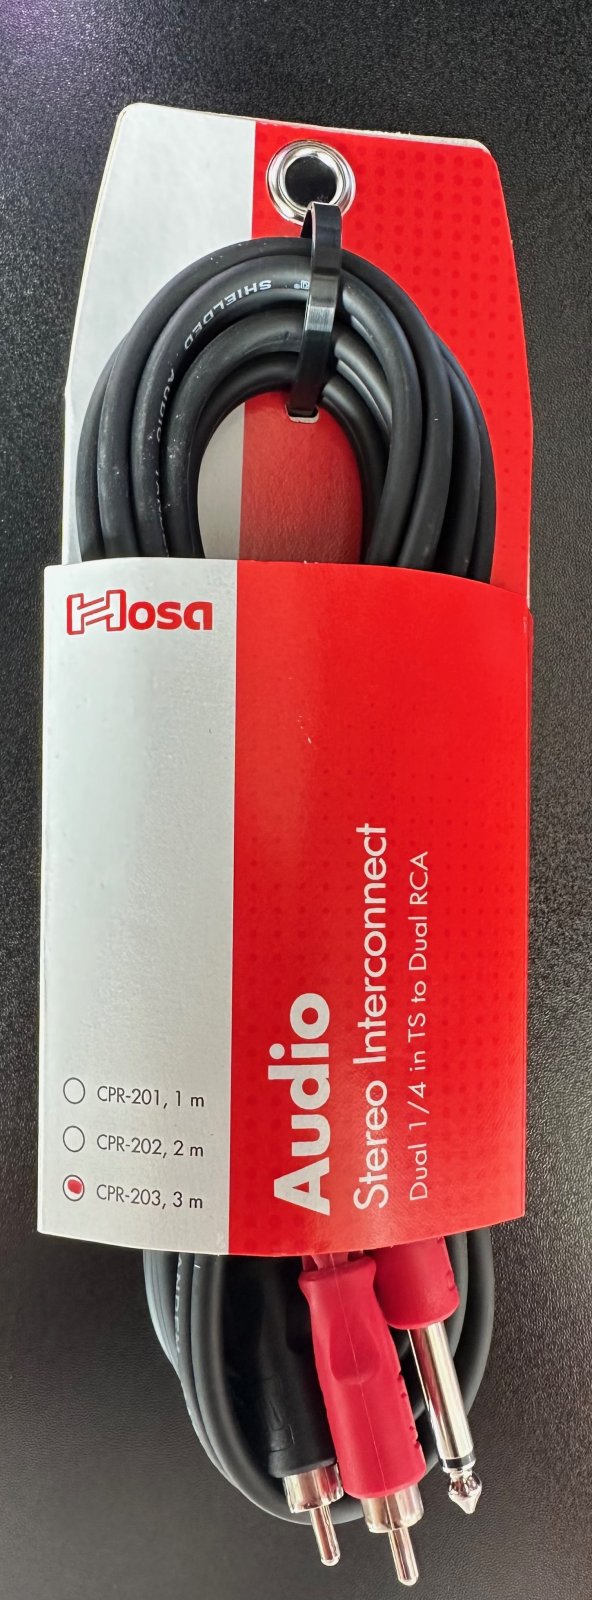 SHIELDED AUDIO
Hosa
Audio
Stereo Interconnect
Dual 1/4 in TS to Dual RCA
CPR-201, 1 m
CPR-202, 2 m
CPR-203, 3 m